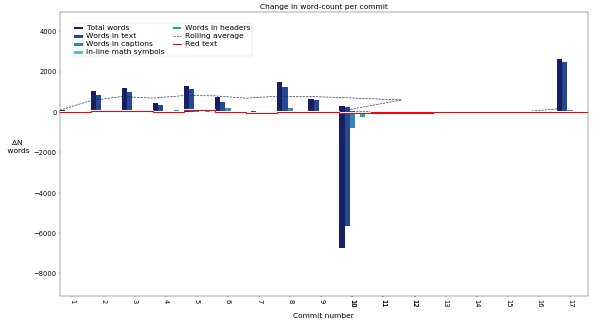 Change in word-count per commit
Total words
Words in text
Words in captions
in-line math symbols
Words in headers
Rolling average
Red text
4000
2000
0
−2000
−4000
−6000
−8000
ΔN
words
1 2 3 4 5 6 7 8 9 10 11 12 13 14 15 16 17
Commit number